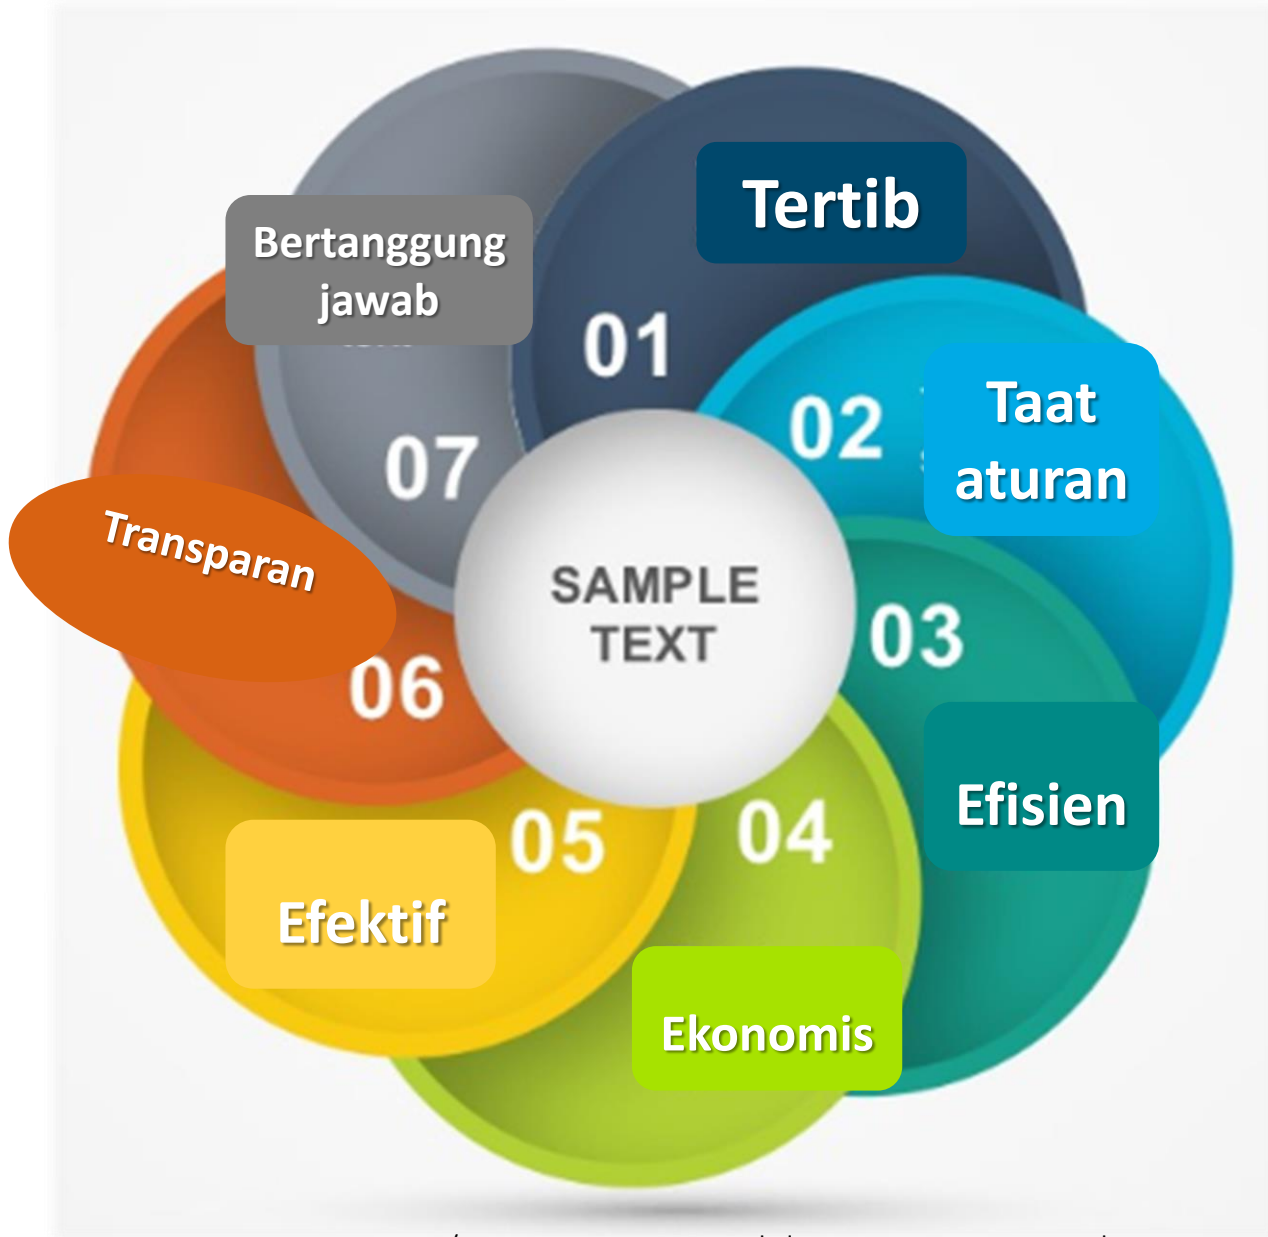 01
Tertib
02
Taat
aturan
03
Efisien
04
Ekonomis
05
Efektif
06
Transparan
07
Bertanggung
jawab
SAMPLE
TEXT